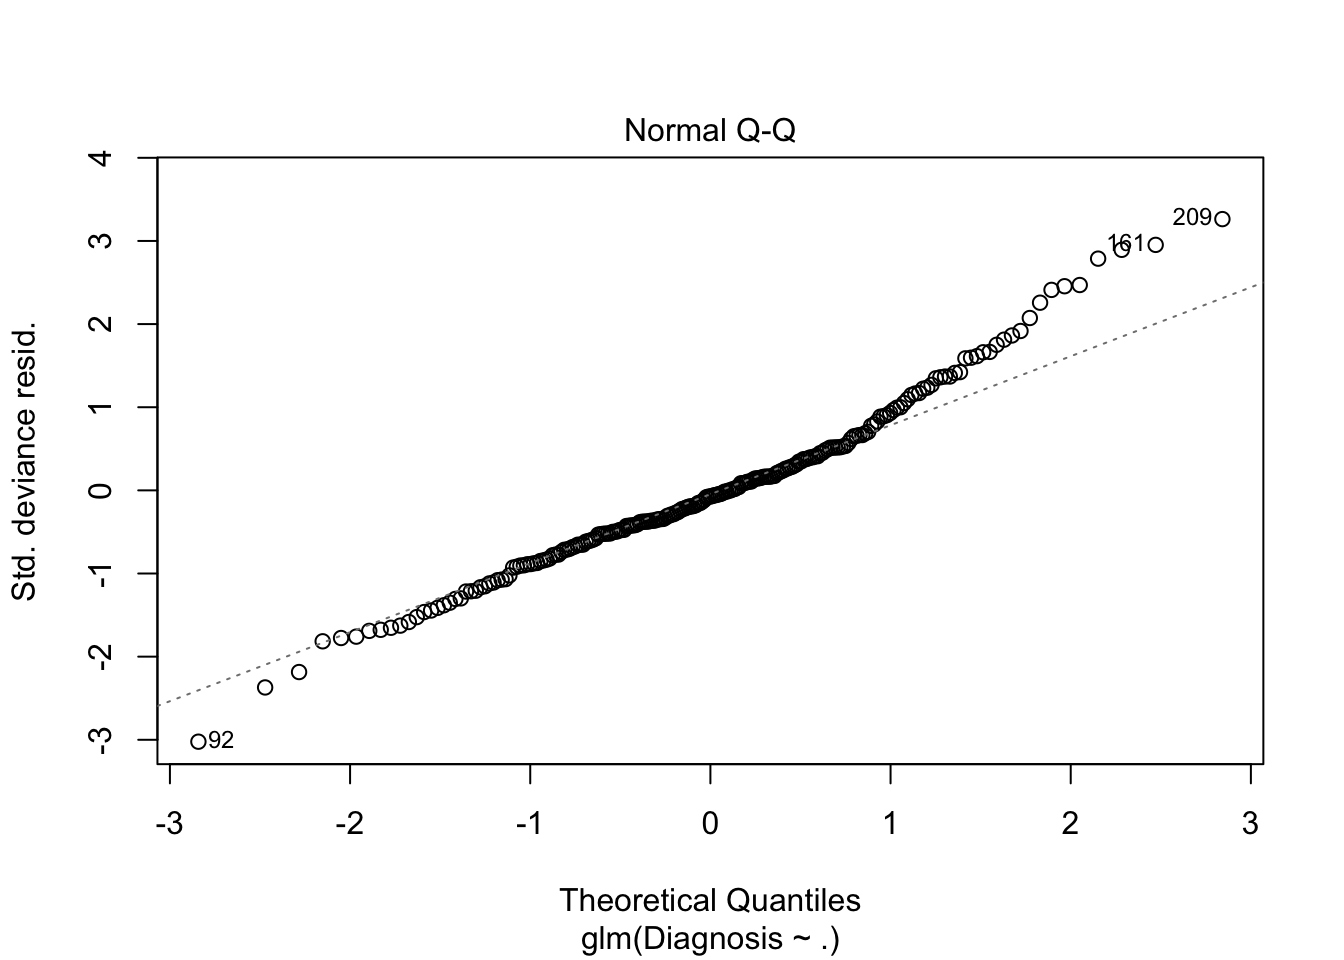 Normal Q-Q
4
3
2
1
0
-1
-2
-3
Std. deviance resid.
209
161
92
-3 -2 -1 0 1 2 3
Theoretical Quantiles
glm(Diagnosis ~ .)